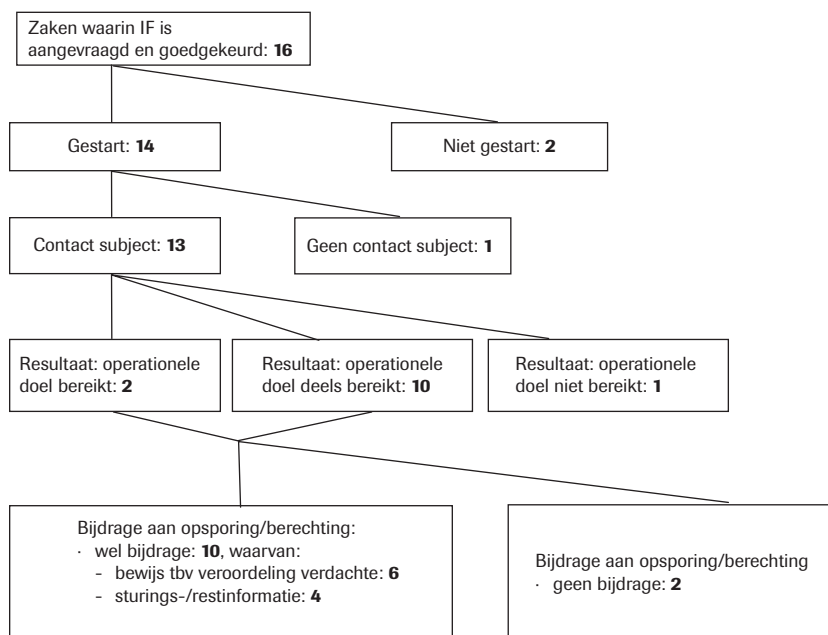 Zaken waarin IF is
aangevraagd en goedgekeurd: 16
Gestart: 14
Niet gestart: 2
Contact subject: 13
Geen contact subject: 1
Resultaat: operationele
doel bereikt: 2
Resultaat: operationele
doel deels bereikt: 10
Resultaat: operationele
doel niet bereikt: 1
Bijdrage aan opsporing/berechting:
· wel bijdrage: 10, waarvan:
- bewijs tbv veroordeling verdachte: 6
- sturings-/restinformatie: 4
Bijdrage aan opsporing/berechting
· geen bijdrage: 2